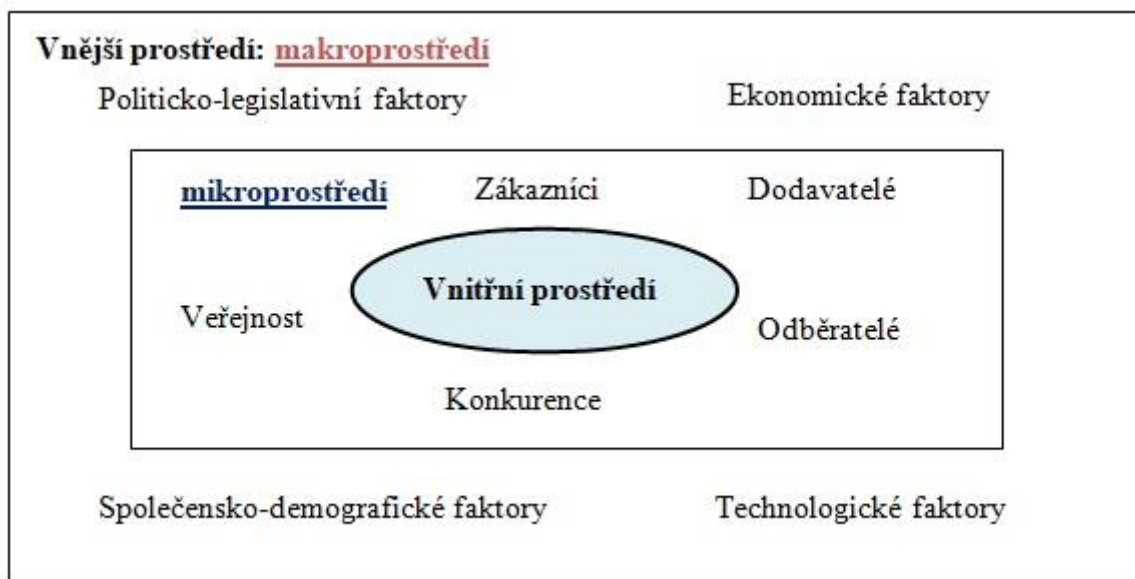 Vnější prostředí: makroprostředí
Politicko-legislativní faktory
Ekonomické faktory
mikroprostředí
Zákazníci
Dodavatelé
Vnitřní prostředí
Veřejnost
Odběratelé
Konkurence
Společensko-demografické faktory
Technologické faktory